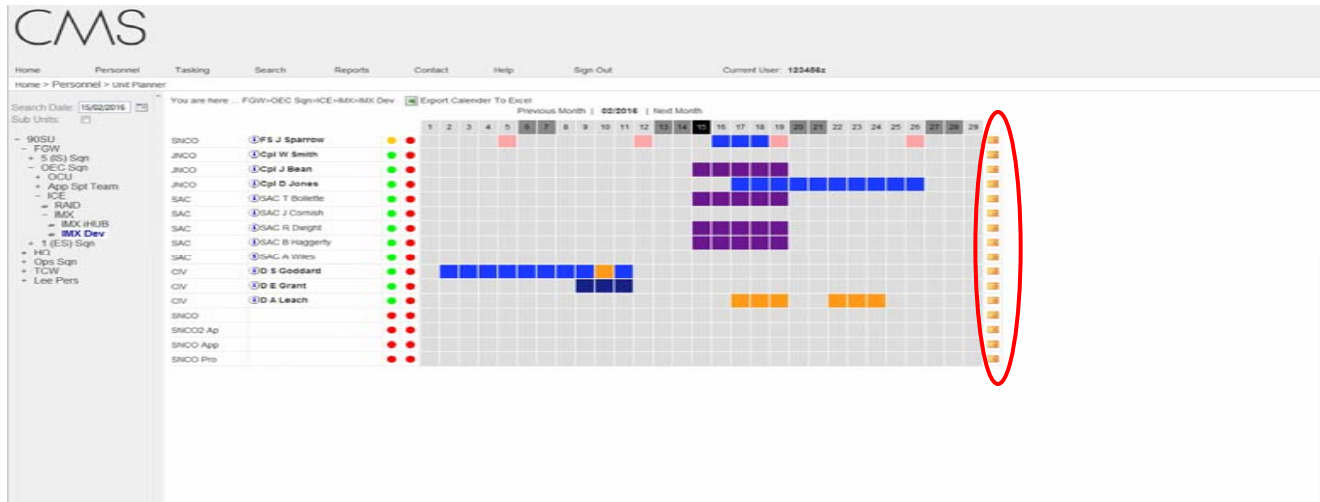 CMS
Home Personnel Tasking Search Reports Contact Help Sign Out Current User: 123456z
Home > Personnel > Unit Planner
Search Date: 15/02/2016
Sub Units:
You are here ... FGW>OEC Sqn>ICE>IMX>IMX Dev Export Calender To Excel
Previous Month | 02/2016 | Next Month
- 90SU
- FGW
+ 5 (IS) Sqn
- OEC Sqn
+ OCU
+ App Spt Team
- ICE
RAID
- IMX
IMX iHUB
IMX Dev
+ 1 (ES) Sqn
+ HQ
+ Ops Sqn
+ TCW
+ Lee Pers
1 2 3 4 5 6 7 8 9 10 11 12 13 14 15 16 17 18 19 20 21 22 23 24 25 26 27 28 29
SNCO FS J Sparrow
JNCO Cpl W Smith
JNCO Cpl J Bean
JNCO Cpl D Jones
SAC SAC T Boilette
SAC SAC J Cornish
SAC SAC R Dwight
SAC SAC B Haggerty
SAC SAC A Wiles
CIV D S Goddard
CIV D E Grant
CIV D A Leach
SNCO
SNCO2 Ap
SNCO App
SNCO Pro